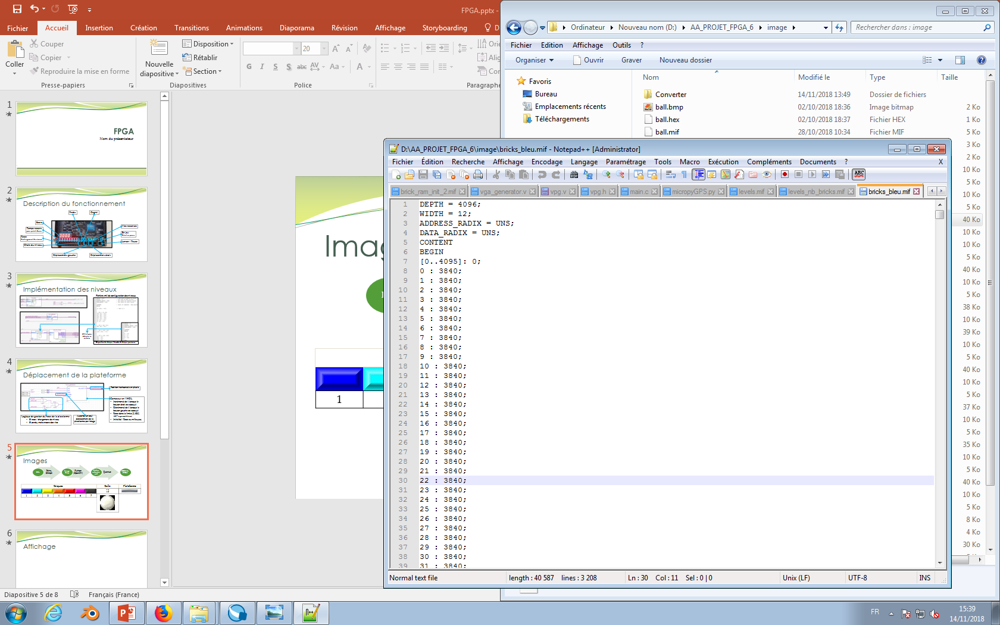 FPGA.pptx -
Fichier Accueil Insertion Création Transitions Animations Diaporama Révision Affichage Storyboarding
Coller
Couper
Copier
Reproduire la mise en forme
Presse-papiers
Nouvelle
diapositive
Disposition
Rétablir
Section
Diapositives
20
G I S S abc AV Aa A
Police
Paragraphe
1
FPGA
Nom du présentateur
2
Description du fonctionnement
3
Implémentation des niveaux
4
Déplacement de la plateforme
5
Images
6
Affichage
1
Diapositive 5 de 8 Français (France)
Ordinateur Nouveau nom (D:) AA_PROJET_FPGA_6 image
Rechercher dans : image
Fichier Edition Affichage Outils ?
Organiser Ouvrir Graver Nouveau dossier
Favoris
Bureau
Emplacements récents
Téléchargements
Nom Modifié le Type Taille
Converter 14/11/2018 13:49 Dossier de fichiers
ball.bmp 02/10/2018 18:36 Image bitmap 2 Ko
ball.hex 02/10/2018 18:37 Fichier HEX 1 Ko
ball.mif 28/10/2018 10:34 Fichier MIF 5 Ko
3 Ko
2 Ko
10 Ko
5 Ko
10 Ko
5 Ko
40 Ko
10 Ko
10 Ko
5 Ko
40 Ko
10 Ko
5 Ko
38 Ko
10 Ko
39 Ko
10 Ko
5 Ko
40 Ko
10 Ko
5 Ko
37 Ko
10 Ko
5 Ko
35 Ko
10 Ko
5 Ko
40 Ko
10 Ko
5 Ko
8 Ko
4 Ko
30 Ko
D:\AA_PROJET_FPGA_6\image\bricks_bleu.mif - Notepad++ [Administrator]
Fichier Édition Recherche Affichage Encodage Langage Paramétrage Tools Macro Exécution Compléments Documents ? X
brick_ram_init_2.mif vga_generator.v vpg.v vpg.h main.c micropyGPS.py levels.mif levels_nb_bricks.mif bricks_bleu.mif
1 DEPTH = 4096;
2 WIDTH = 12;
3 ADDRESS_RADIX = UNS;
4 DATA_RADIX = UNS;
5 CONTENT
6 BEGIN
7 [0..4095]: 0;
8 0 : 3840;
9 1 : 3840;
10 2 : 3840;
11 3 : 3840;
12 4 : 3840;
13 5 : 3840;
14 6 : 3840;
15 7 : 3840;
16 8 : 3840;
17 9 : 3840;
18 10 : 3840;
19 11 : 3840;
20 12 : 3840;
21 13 : 3840;
22 14 : 3840;
23 15 : 3840;
24 16 : 3840;
25 17 : 3840;
26 18 : 3840;
27 19 : 3840;
28 20 : 3840;
29 21 : 3840;
30 22 : 3840;
31 23 : 3840;
32 24 : 3840;
33 25 : 3840;
34 26 : 3840;
35 27 : 3840;
36 28 : 3840;
37 29 : 3840;
38 30 : 3840;
39 31 : 3840;
Normal text file length : 40 587 lines : 3 208 Ln : 30 Col : 11 Sel : 0 | 0 Unix (LF) UTF-8 INS
FR
15:39
14/11/2018